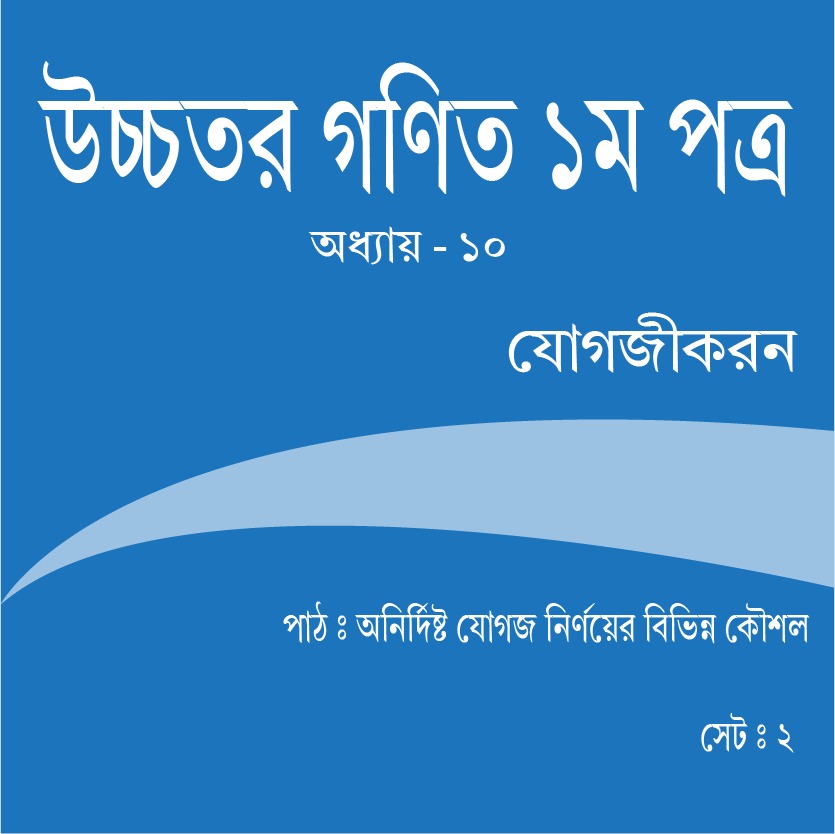 উচ্চতর গণিত ১ম পত্র
অধ্যায় - ১০
যোগজীকরন
পাঠ ঃ অনির্দিষ্ট যোগজ নির্ণয়ের বিভিন্ন কৌশল
সেট ঃ ২